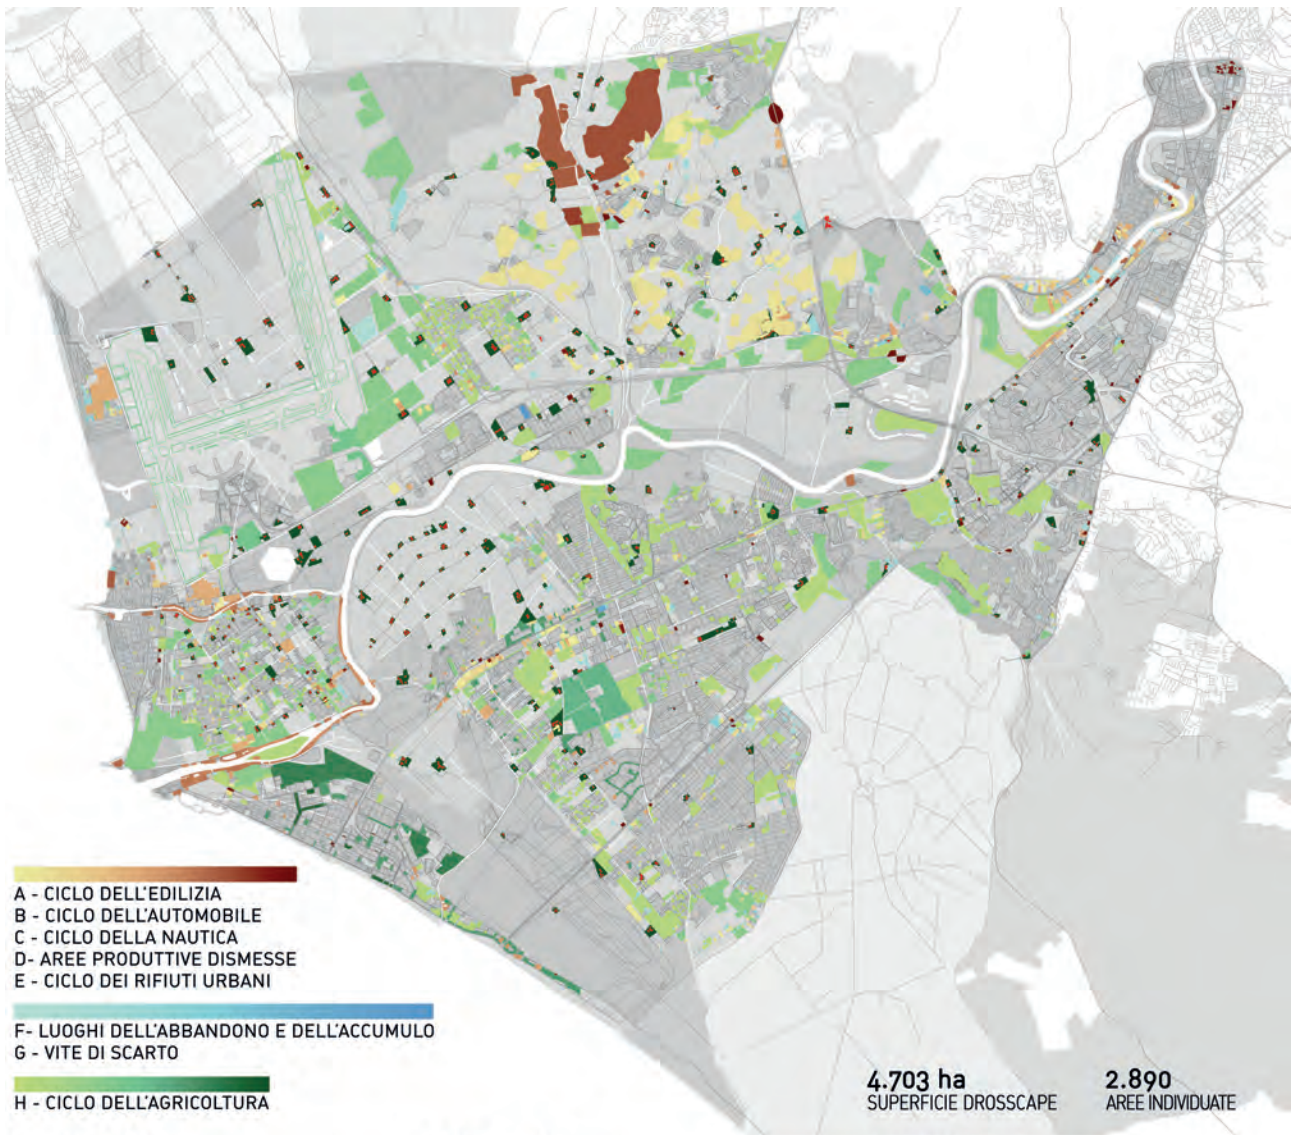 A - CICLO DELL'EDILIZIA
B - CICLO DELL'AUTOMOBILE
C - CICLO DELLA NAUTICA
D- AREE PRODUTTIVE DISMESSE
E - CICLO DEI RIFIUTI URBANI
F- LUOGHI DELL'ABBANDONO E DELL'ACCUMULO
G - VITE DI SCARTO
H - CICLO DELL'AGRICOLTURA
4.703 ha
SUPERFICIE DROSSCAPE
2.890
AREE INDIVIDUATE